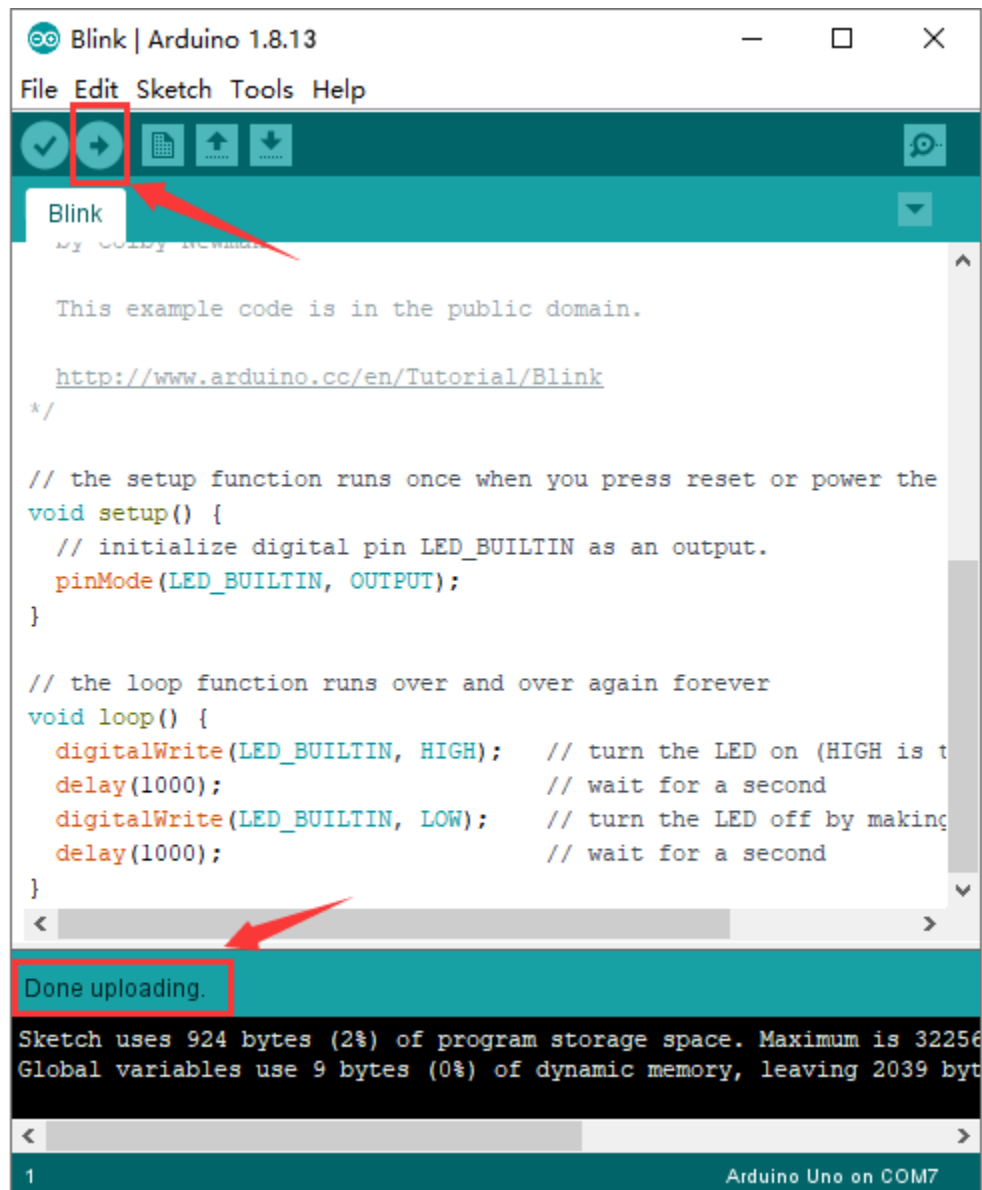 Blink | Arduino 1.8.13
File Edit Sketch Tools Help
Blink
by Colby Newman
This example code is in the public domain.
http://www.arduino.cc/en/Tutorial/Blink
*/
// the setup function runs once when you press reset or power the
void setup() {
// initialize digital pin LED_BUILTIN as an output.
pinMode(LED_BUILTIN, OUTPUT);
}
// the loop function runs over and over again forever
void loop() {
digitalWrite(LED_BUILTIN, HIGH); // turn the LED on (HIGH is t
delay(1000); // wait for a second
digitalWrite(LED_BUILTIN, LOW); // turn the LED off by making
delay(1000); // wait for a second
}
Done uploading.
Sketch uses 924 bytes (2%) of program storage space. Maximum is 32256
Global variables use 9 bytes (0%) of dynamic memory, leaving 2039 byt
1
Arduino Uno on COM7